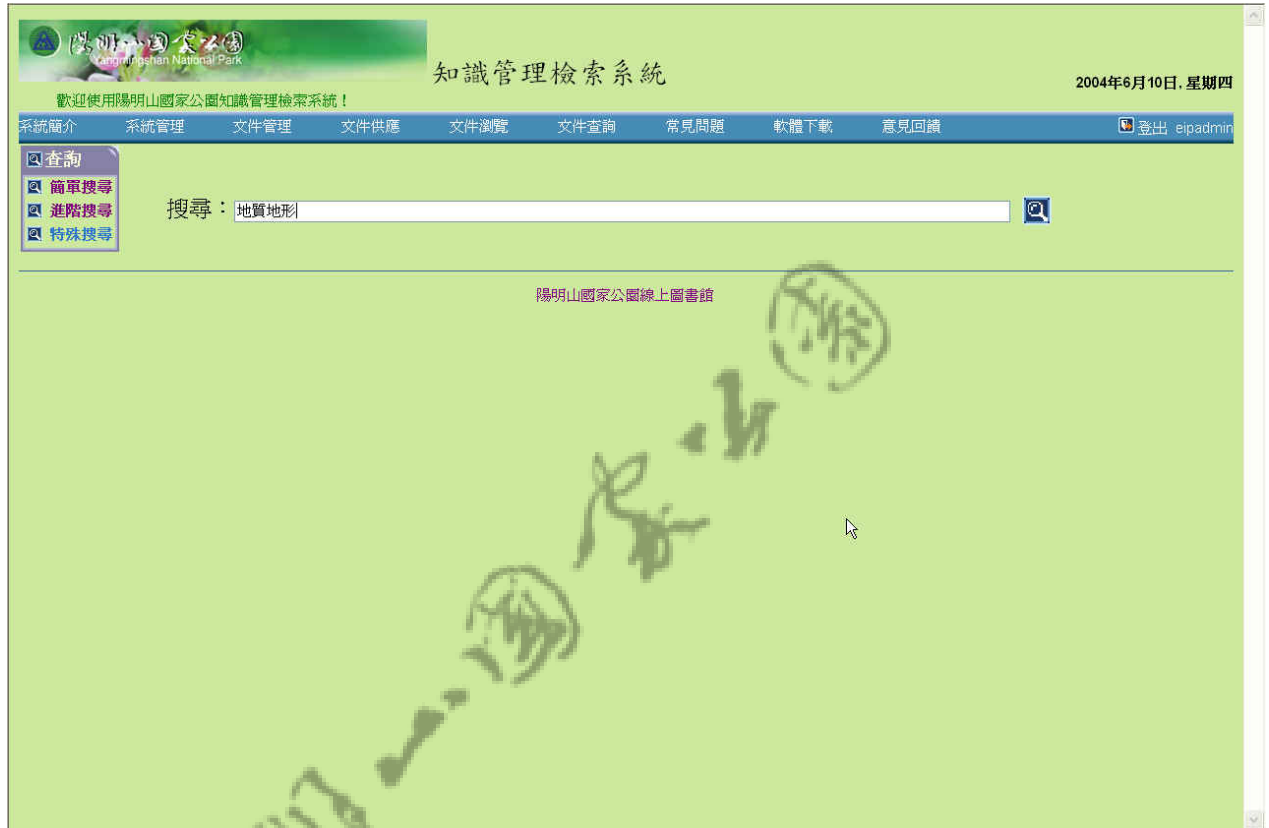 陽明山國家公園
Yangmingshan National Park
知識管理檢索系統
2004年6月10日, 星期四
歡迎使用陽明山國家公園知識管理檢索系統！
系統簡介 系統管理 文件管理 文件供應 文件瀏覽 文件查詢 常見問題 軟體下載 意見回饋 登出 eipadmin
查詢
簡單搜尋
進階搜尋
特殊搜尋
搜尋：地質地形
陽明山國家公園線上圖書館